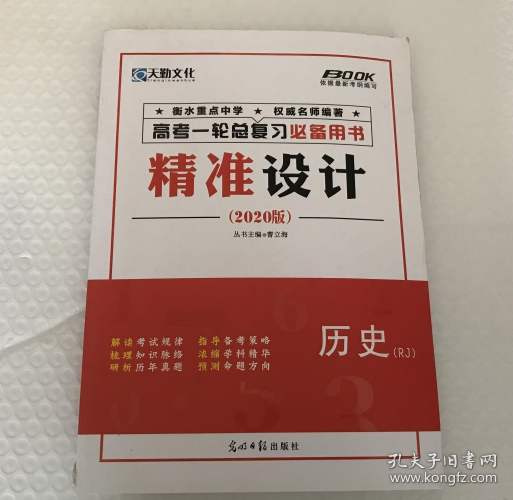 天勤文化
Tianqinwenhua
BOOK
依据最新考纲编写
★ 衡水重点中学 ★ 权威名师编著
高考一轮总复习必备用书
精准设计
(2020版)
丛书主编●曹立海
解读考试规律 指导备考策略
梳理知识脉络 浓缩学科精华
研析历年真题 预测命题方向
历史(RJ)
光明日报出版社
孔夫子旧书网
www.kongfz.com